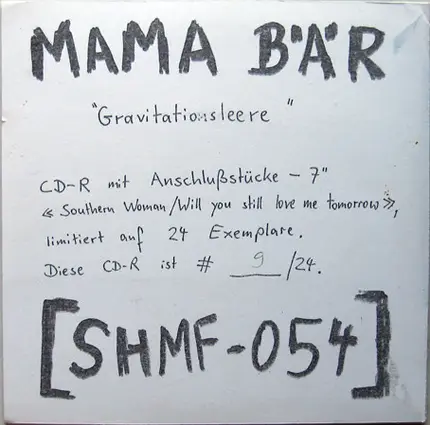 MAMA BÄR
"Gravitationsleere"
CD-R mit Anschlußstücke – 7"
« Southern Woman/Will you still love me tomorrow »,
limitiert auf 24 Exemplare.
Diese CD-R ist # 9/24.
[SHMF-054]